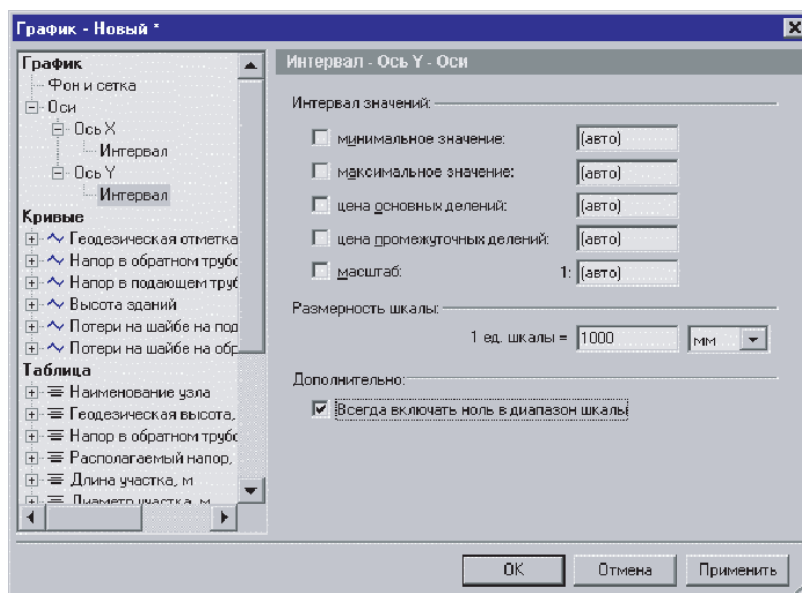 График - Новый *
График
Фон и сетка
Оси
Ось X
Интервал
Ось Y
Интервал
Кривые
Геодезическая отметка
Напор в обратном трубо
Напор в подающем труб
Высота зданий
Потери на шайбе на под
Потери на шайбе на обр
Таблица
Наименование узла
Геодезическая высота,
Напор в обратном трубо
Располагаемый напор,
Длина участка, м
Диаметр участка, м
Интервал - Ось Y - Оси
Интервал значений:
минимальное значение: (авто)
максимальное значение: (авто)
цена основных делений: (авто)
цена промежуточных делений: (авто)
масштаб: 1: (авто)
Размерность шкалы:
1 ед. шкалы = 1000 мм
Дополнительно:
Всегда включать ноль в диапазон шкалы
OK Отмена Применить